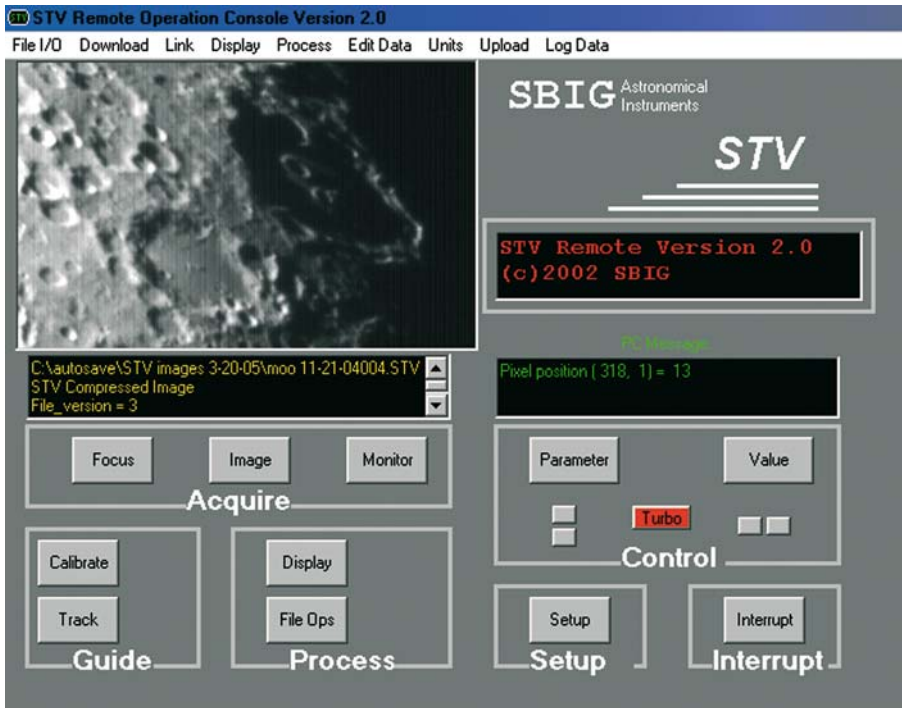 STV STV Remote Operation Console Version 2.0
File I/O Download Link Display Process Edit Data Units Upload Log Data
SBIG Astronomical Instruments
STV
STV Remote Version 2.0
(c)2002 SBIG
PC Message
C:\autosave\STV images 3-20-05\moo 11-21-04004.STV
STV Compressed Image
File_version = 3
Pixel position ( 318, 1) = 13
Focus Image Monitor
Acquire
Parameter Value
Turbo
Control
Calibrate
Track
Guide
Display
File Ops
Process
Setup
Setup
Interrupt
Interrupt